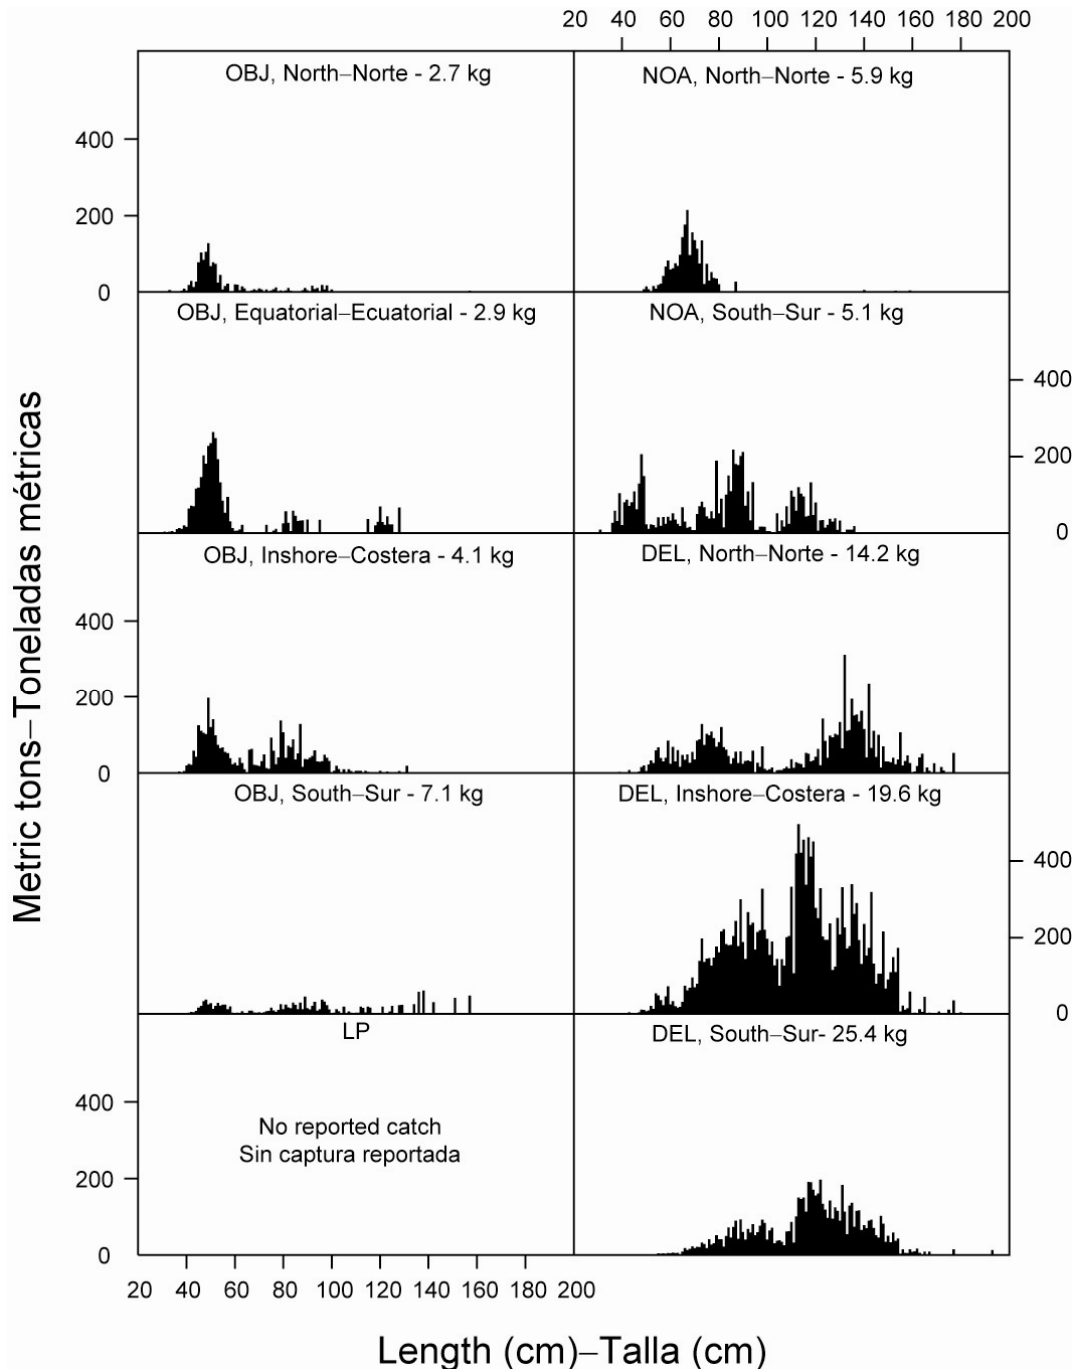 20 40 60 80 100 120 140 160 180 200
OBJ, North–Norte - 2.7 kg
NOA, North–Norte - 5.9 kg
400
200
0
OBJ, Equatorial–Ecuatorial - 2.9 kg
NOA, South–Sur - 5.1 kg
400
200
0
OBJ, Inshore–Costera - 4.1 kg
DEL, North–Norte - 14.2 kg
400
200
0
OBJ, South–Sur - 7.1 kg
DEL, Inshore–Costera - 19.6 kg
400
200
0
LP
DEL, South–Sur- 25.4 kg
No reported catch
Sin captura reportada
400
200
0
20 40 60 80 100 120 140 160 180 200
Metric tons–Toneladas métricas
Length (cm)–Talla (cm)